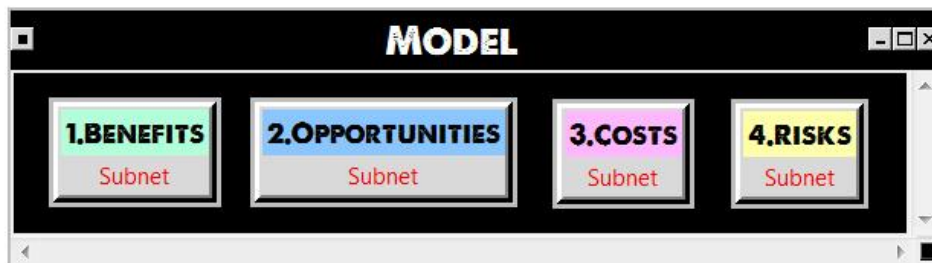 MODEL
1.BENEFITS
Subnet
2.OPPORTUNITIES
Subnet
3.COSTS
Subnet
4.RISKS
Subnet